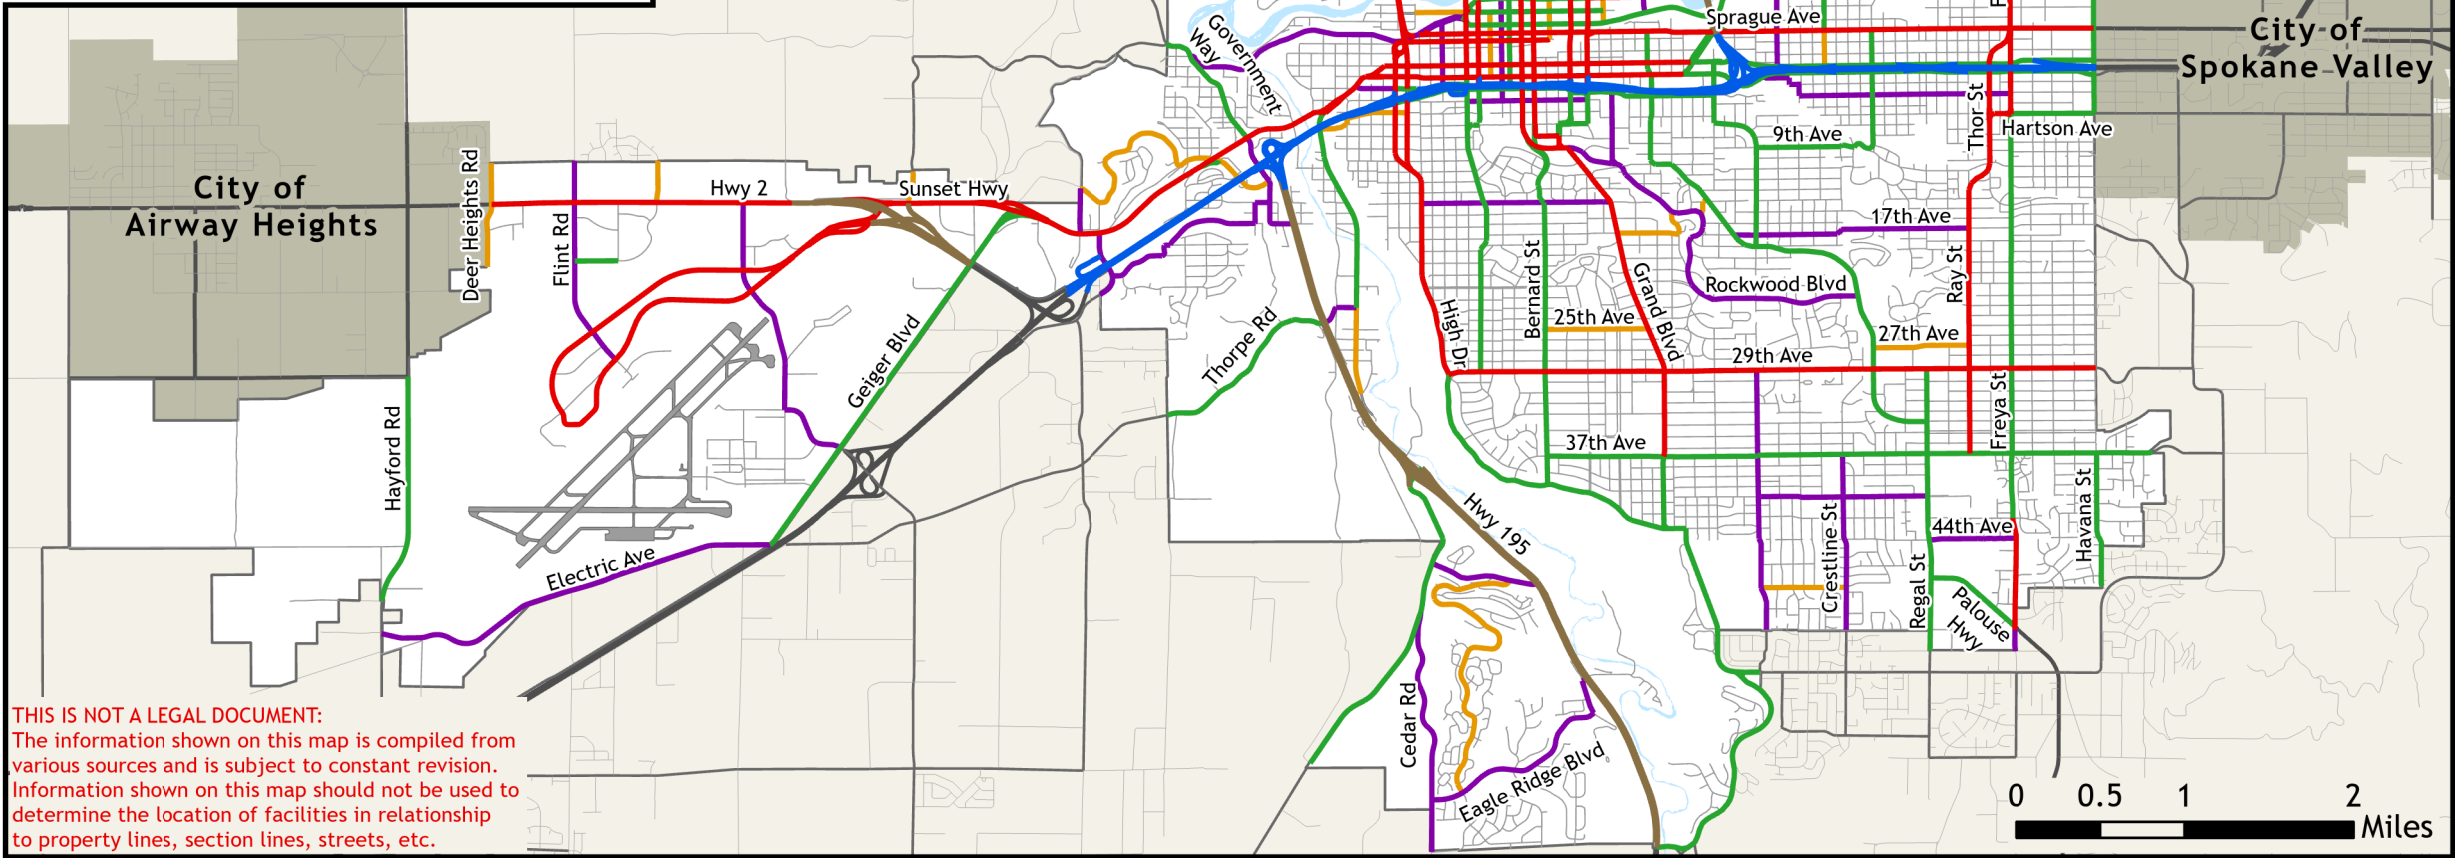 Sprague Ave
City of
Spokane Valley
Government
Way
Thor St
Hartson Ave
9th Ave
City of
Airway Heights
Deer Heights Rd
Hwy 2
Sunset Hwy
Flint Rd
17th Ave
Bernard St
Ray St
Grand Blvd
Rockwood Blvd
High Dr
25th Ave
27th Ave
29th Ave
Thorpe Rd
Geiger Blvd
Freya St
Hayford Rd
37th Ave
Havana St
Hwy 195
Crestline St
44th Ave
Regal St
Electric Ave
Palouse
Hwy
Cedar Rd
Eagle Ridge Blvd
THIS IS NOT A LEGAL DOCUMENT:
The information shown on this map is compiled from
various sources and is subject to constant revision.
Information shown on this map should not be used to
determine the location of facilities in relationship
to property lines, section lines, streets, etc.
0 0.5 1 2
Miles